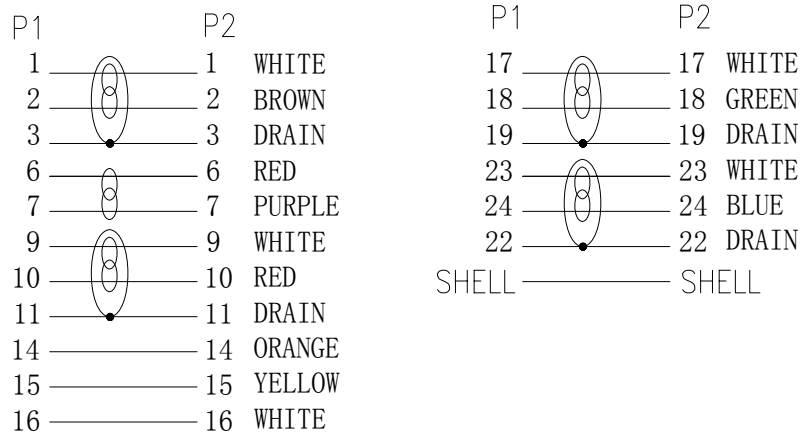 P1 P2
1 1 WHITE
2 2 BROWN
3 3 DRAIN
6 6 RED
7 7 PURPLE
9 9 WHITE
10 10 RED
11 11 DRAIN
14 14 ORANGE
15 15 YELLOW
16 16 WHITE
P1 P2
17 17 WHITE
18 18 GREEN
19 19 DRAIN
23 23 WHITE
24 24 BLUE
22 22 DRAIN
SHELL SHELL